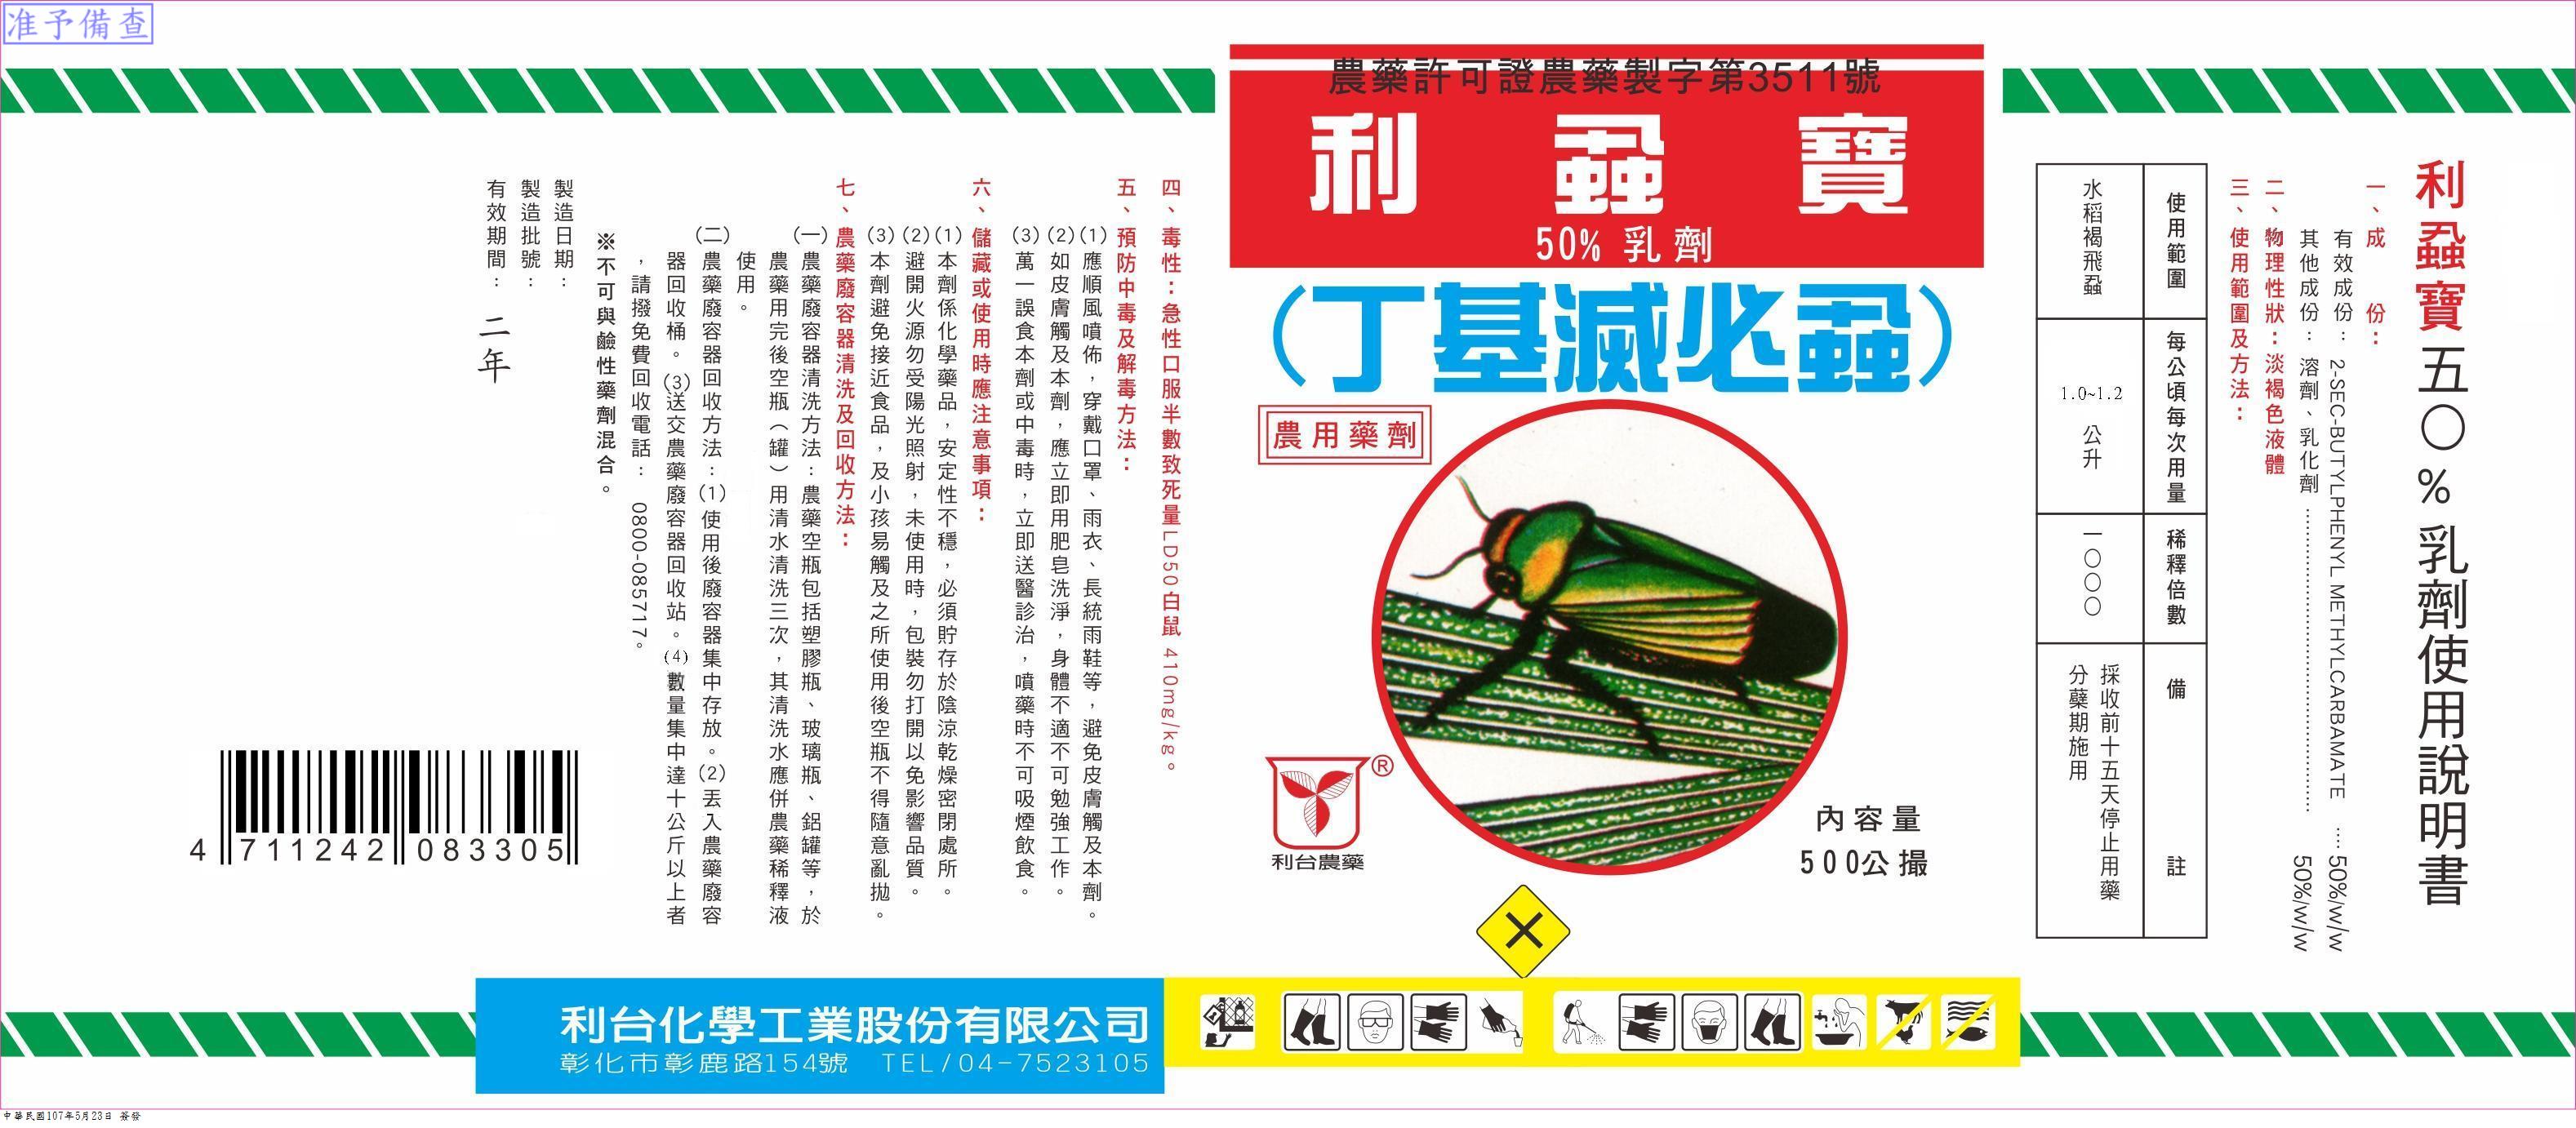 准予備查
農藥許可證農藥製字第3511號
利蝨寶
50% 乳劑
(丁基滅必蝨)
農用藥劑
®
利台農藥
內容量
500公撮
利蝨寶五〇%乳劑使用說明書
一、成份：
有效成份：2-SEC-BUTYLPHENYL METHYLCARBAMATE …50%/w/w
其他成份：溶劑、乳化劑……………………………50%/w/w
二、物理性狀：淡褐色液體
三、使用範圍及方法：
使用範圍 每公頃每次用量 稀釋倍數 備註
水稻褐飛蝨 1.0~1.2公升 一〇〇〇 採收前十五天停止用藥
分蘗期施用
四、毒性：急性口服半數致死量LD50白鼠 410mg/kg。
五、預防中毒及解毒方法：
(1)應順風噴佈，穿戴口罩、雨衣、長統雨鞋等，避免皮膚觸及本劑。
(2)如皮膚觸及本劑，應立即用肥皂洗淨，身體不適不可勉強工作。
(3)萬一誤食本劑或中毒時，立即送醫診治，噴藥時不可吸煙飲食。
六、儲藏或使用時應注意事項：
(1)本劑係化學藥品，安定性不穩，必須貯存於陰涼乾燥密閉處所。
(2)避開火源勿受陽光照射，未使用時，包裝勿打開以免影響品質。
(3)本劑避免接近食品，及小孩易觸及之所使用後空瓶不得隨意亂拋。
七、農藥廢容器清洗及回收方法：
(一)農藥廢容器清洗方法：農藥空瓶包括塑膠瓶、玻璃瓶、鋁罐等，於
農藥用完後空瓶（罐）用清水清洗三次，其清洗水應併農藥稀釋液
使用。
(二)農藥廢容器回收方法：(1)使用後廢容器集中存放。(2)丟入農藥廢容
器回收桶。(3)送交農藥廢容器回收站。(4)數量集中達十公斤以上者
，請撥免費回收電話：0800-085717。
※不可與鹼性藥劑混合。
製造日期：
製造批號：
有效期間：二年
4 711242 083305
利台化學工業股份有限公司
彰化市彰鹿路154號 TEL/04-7523105
中華民國107年5月23日 簽發